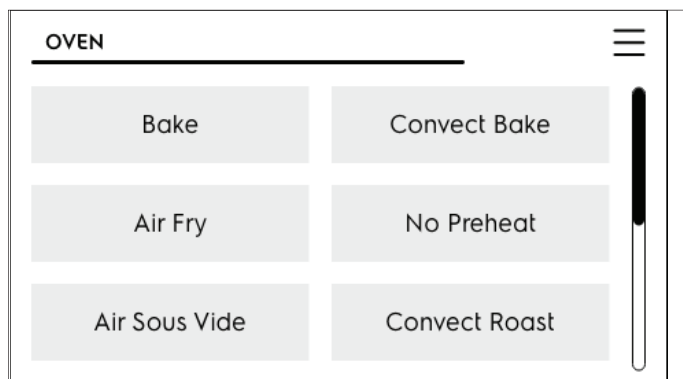 OVEN
Bake
Convect Bake
Air Fry
No Preheat
Air Sous Vide
Convect Roast